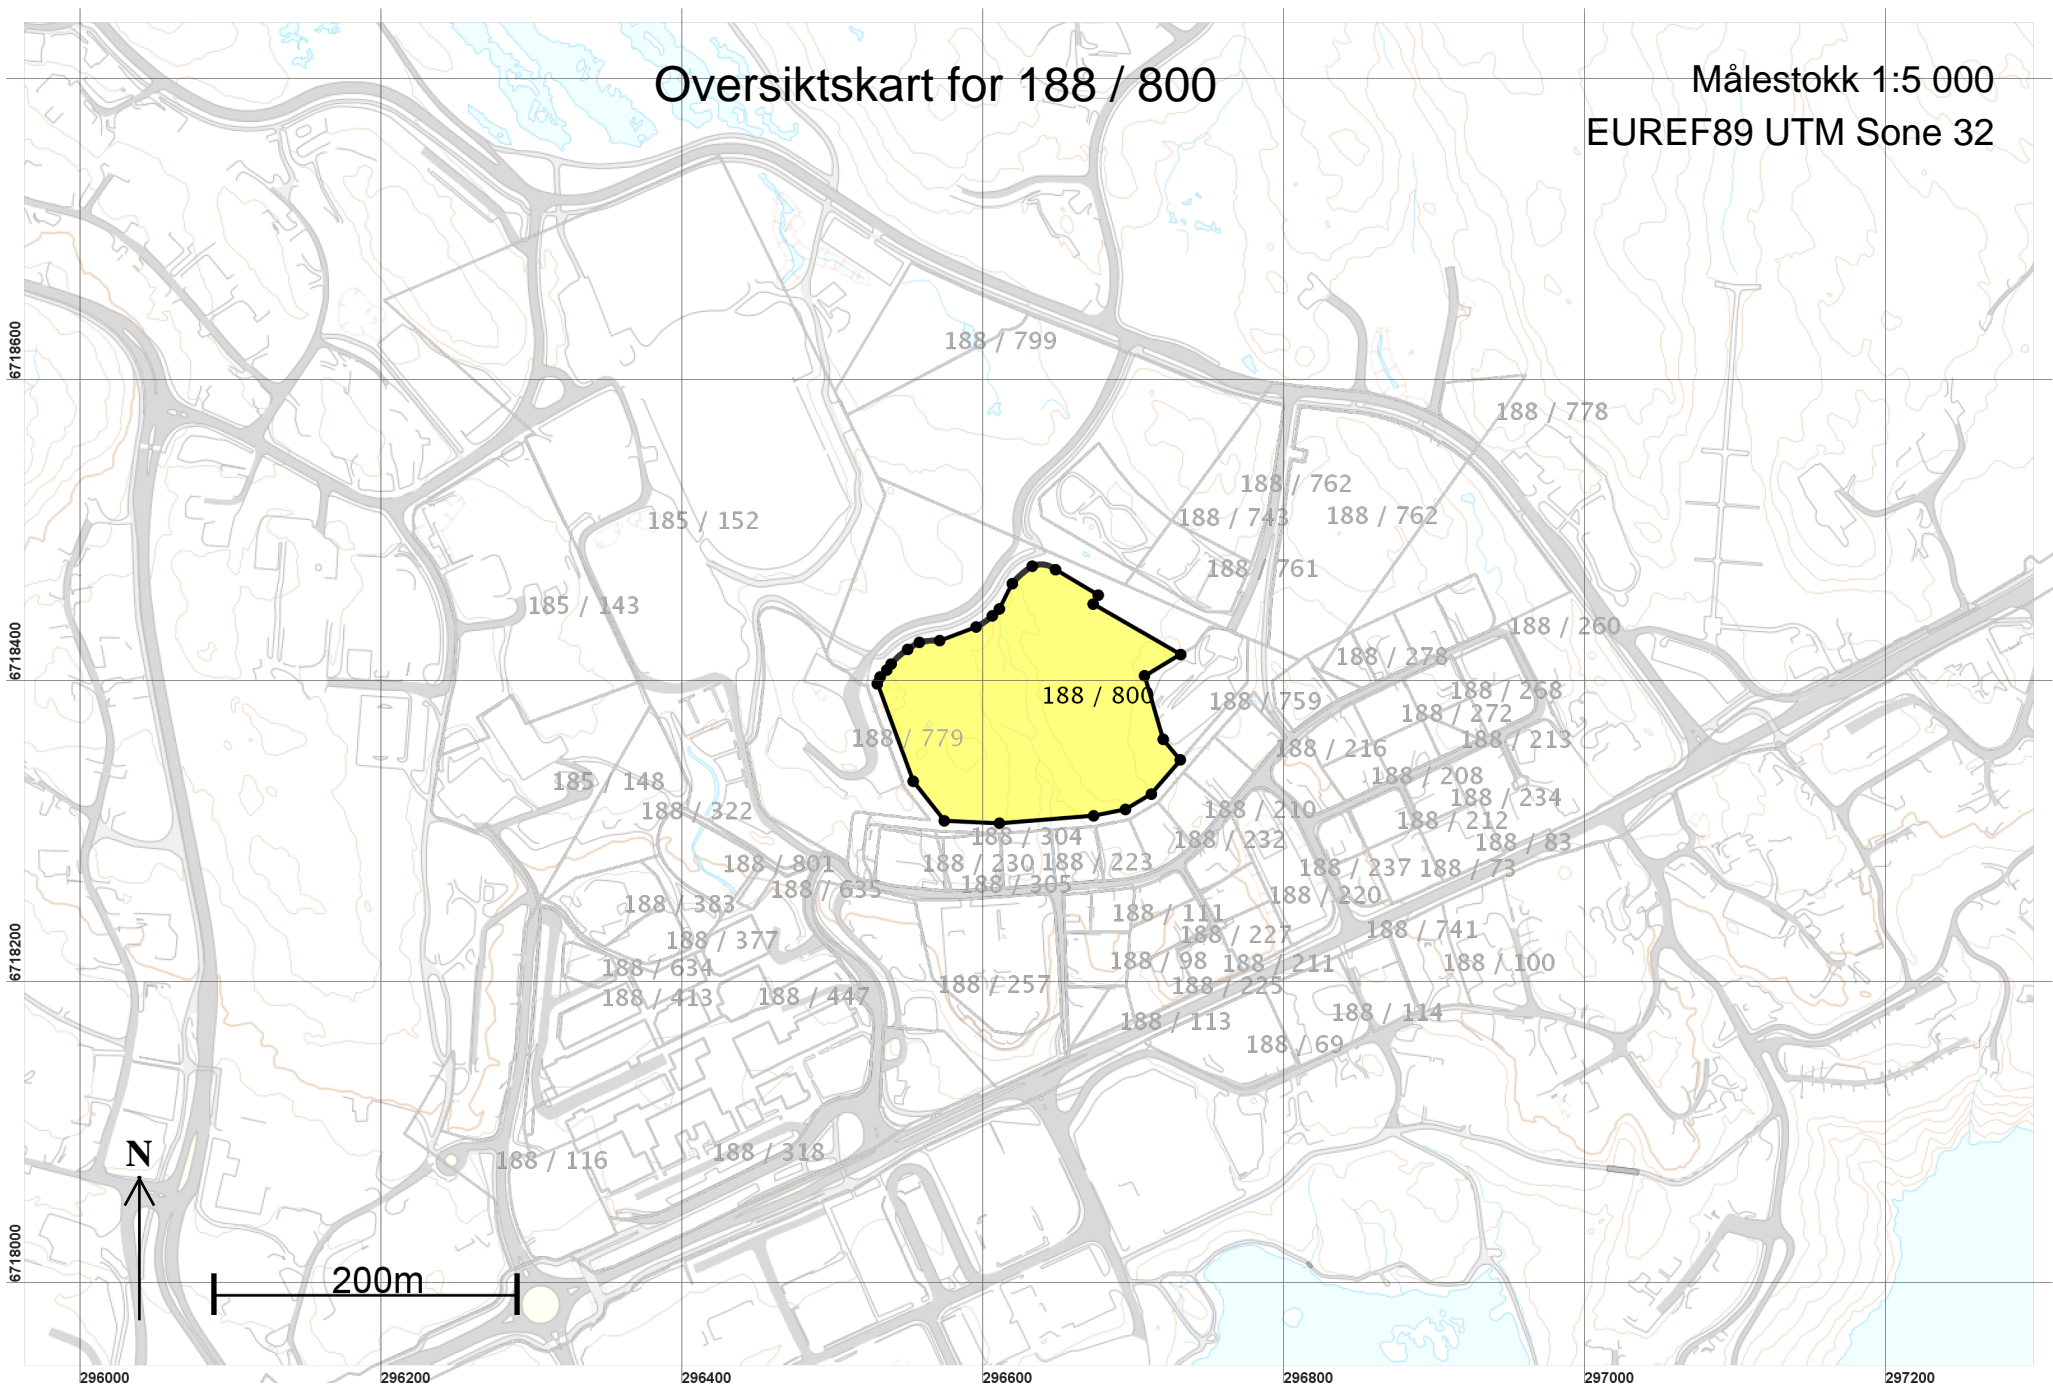 Oversiktskart for 188 / 800
Målestokk 1:5 000
EUREF89 UTM Sone 32
188 / 799
6718600
188 / 778
188 / 762
185 / 152
188 / 743
188 / 762
188 / 761
185 / 143
188 / 260
6718400
188 / 278
188 / 268
188 / 800
188 / 759
188 / 272
188 / 779
188 / 213
188 / 216
188 / 208
185 / 148
188 / 234
188 / 322
188 / 210
188 / 212
188 / 304
188 / 232
188 / 83
188 / 801
188 / 230
188 / 223
188 / 237
188 / 73
188 / 305
188 / 635
188 / 220
188 / 383
188 / 111
188 / 741
6718200
188 / 377
188 / 227
188 / 98
188 / 211
188 / 100
188 / 634
188 / 257
188 / 225
188 / 413
188 / 447
188 / 114
188 / 113
188 / 69
N
188 / 318
188 / 116
6718000
200m
296000
296200
296400
296600
296800
297000
297200